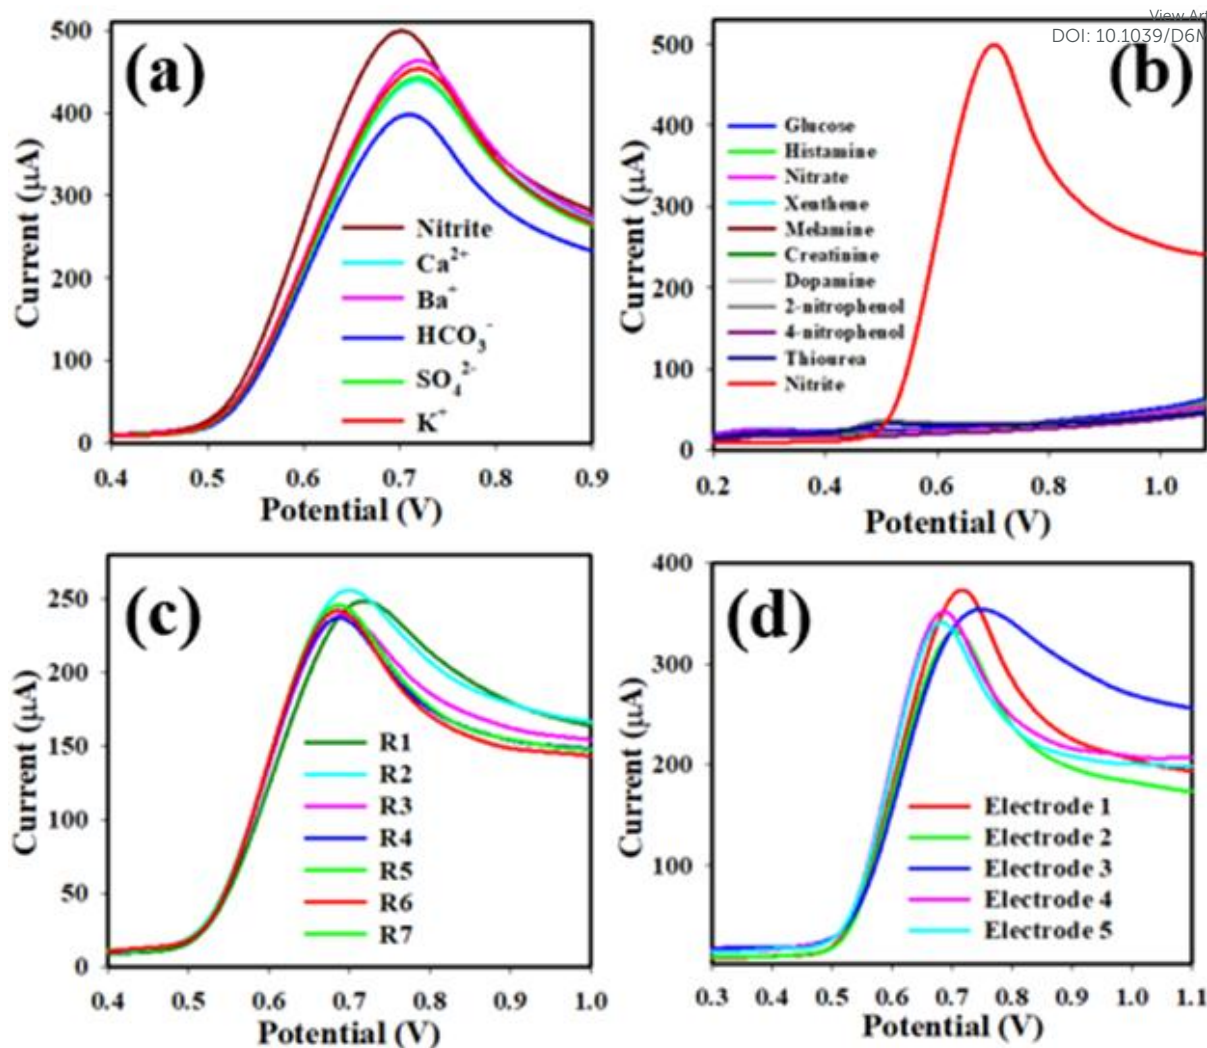 View Art
DOI: 10.1039/D6M
(a)
500
400
300
200
100
0
Current (μA)
Nitrite
Ca2+
Ba+
HCO3-
SO42-
K+
0.4 0.5 0.6 0.7 0.8 0.9
Potential (V)
(b)
500
400
500
200
100
0
Current (μA)
Glucose
Histamine
Nitrate
Xenthene
Melamine
Creatinine
Dopamine
2-nitrophenol
4-nitrophenol
Thiourea
Nitrite
0.2 0.4 0.6 0.8 1.0
Potential (V)
(c)
250
200
150
100
50
0
Current (μA)
R1
R2
R3
R4
R5
R6
R7
0.4 0.5 0.6 0.7 0.8 0.9 1.0
Potential (V)
(d)
400
300
200
100
Current (μA)
Electrode 1
Electrode 2
Electrode 3
Electrode 4
Electrode 5
0.3 0.4 0.5 0.6 0.7 0.8 0.9 1.0 1.1
Potential (V)